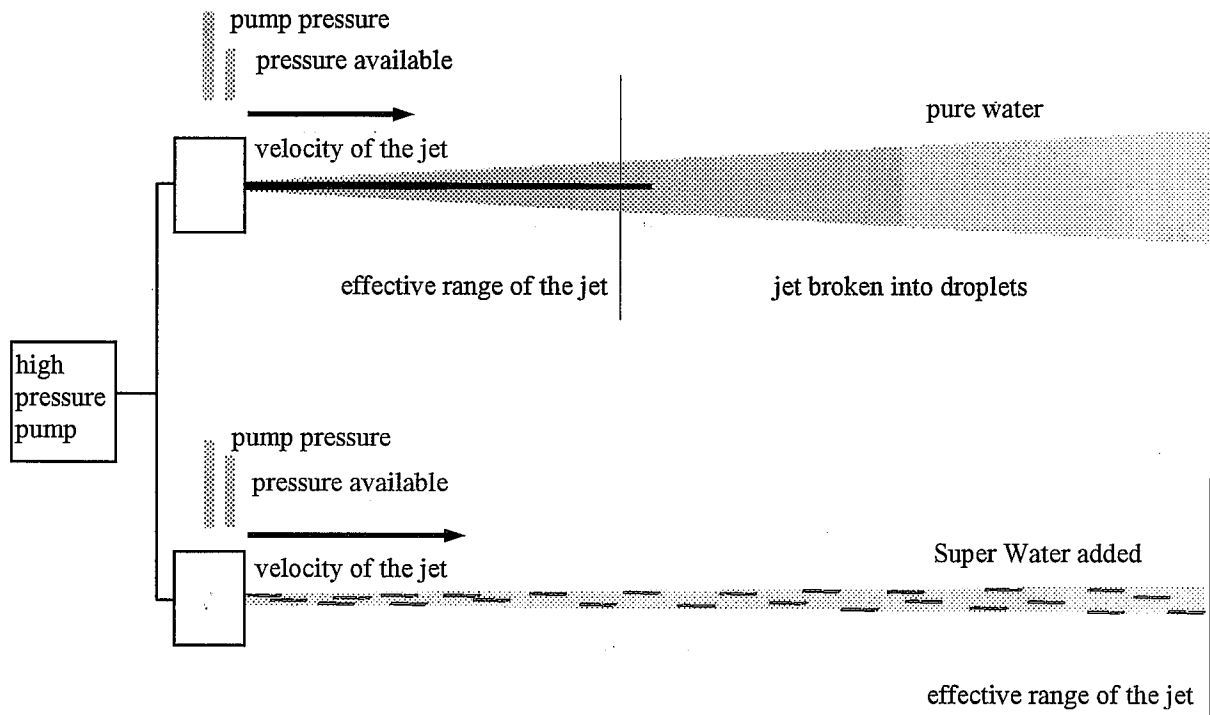 pump pressure
pressure available
pure water
velocity of the jet
effective range of the jet
jet broken into droplets
high
pressure
pump
pump pressure
pressure available
Super Water added
velocity of the jet
effective range of the jet